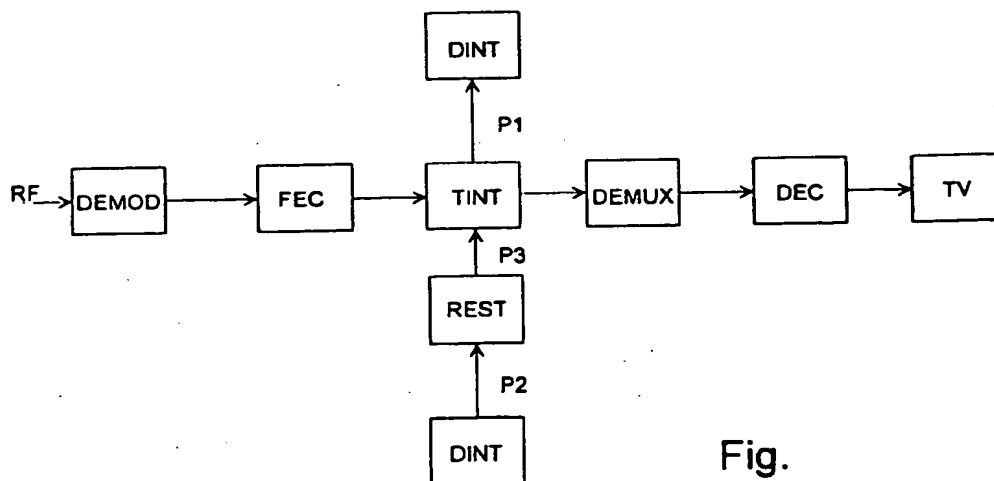 DINT
P1
RF
DEMOD
FEC
TINT
DEMUX
DEC
TV
P3
REST
P2
DINT
Fig.